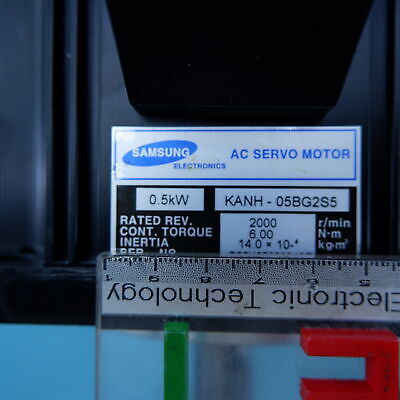 SAMSUNG
ELECTRONICS
AC SERVO MOTOR
0.5kW
KANH - 05BG2S5
RATED REV. 2000 r/min
CONT. TORQUE 6.00 N·m
INERTIA 14.0 × 10-⁴ kg·m²
Electronic Technology